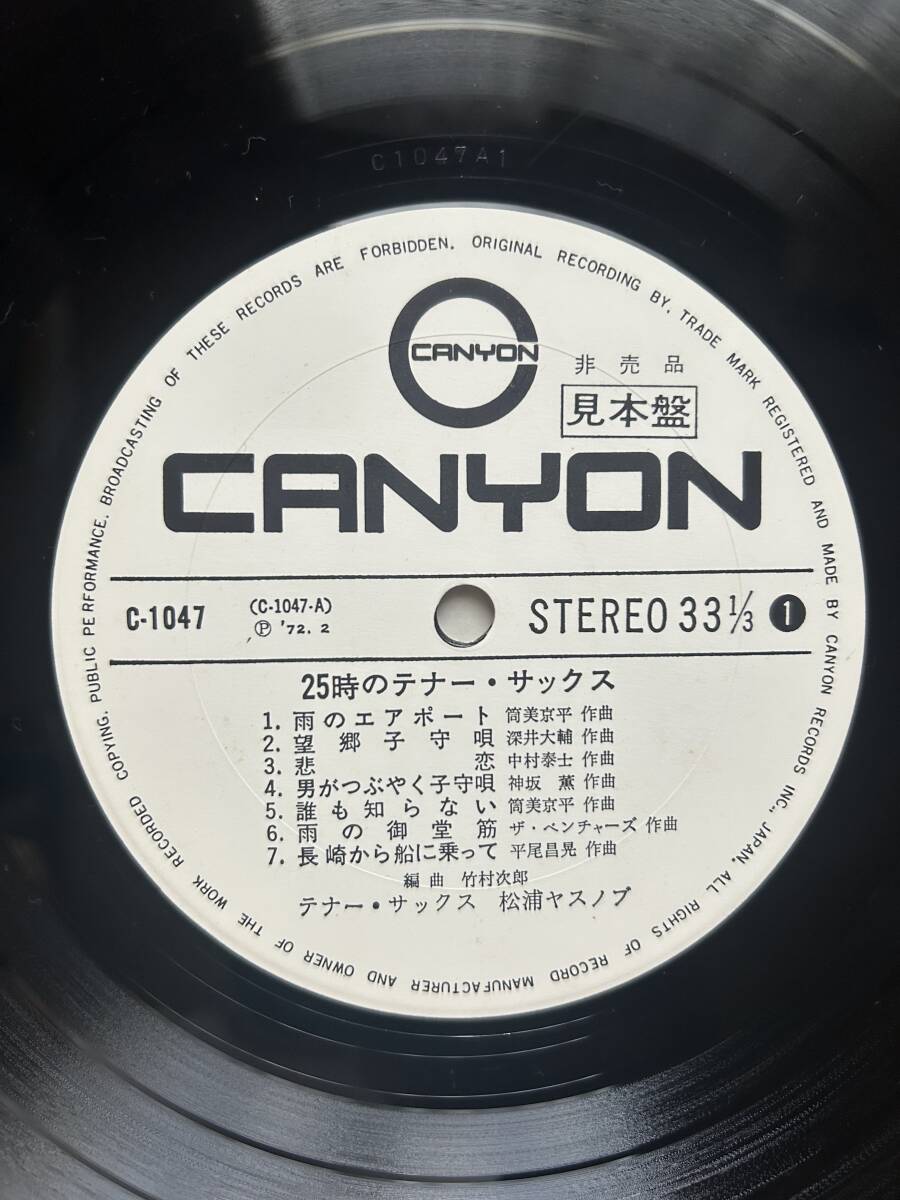 C1047A1
RECORDED COPYING, PUBLIC PERFORMANCE, BROADCASTING OF THESE RECORDS ARE FORBIDDEN. ORIGINAL RECORDING BY, TRADE MARK REGISTERED AND MADE BY CANYON RECORDS INC., JAPAN, ALL RIGHTS OF RECORD MANUFACTURER AND OWNER OF THE WORK
CANYON
非売品
見本盤
CANYON
C-1047 (C-1047-A) STEREO 33 1/3 1
Ⓟ '72. 2
25時のテナー・サックス
1. 雨のエアポート 筒美京平 作曲
2. 望郷子守唄 深井大輔 作曲
3. 悲恋 中村泰士 作曲
4. 男がつぶやく子守唄 神坂 薫 作曲
5. 誰も知らない 筒美京平 作曲
6. 雨の御堂筋 ザ・ベンチャーズ 作曲
7. 長崎から船に乗って 平尾昌晃 作曲
編曲 竹村次郎
テナー・サックス 松浦ヤスノブ